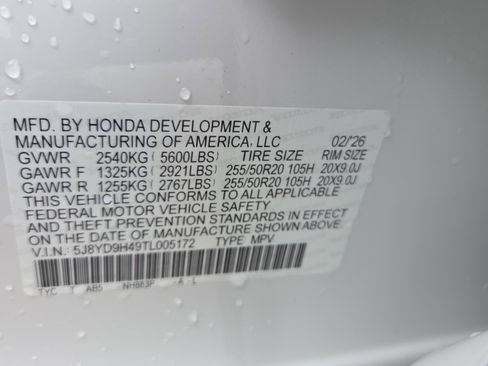 MFD. BY HONDA DEVELOPMENT &
MANUFACTURING OF AMERICA, LLC 02/26
GVWR 2540KG ( 5600LBS) TIRE SIZE RIM SIZE
GAWR F 1325KG ( 2921LBS) 255/50R20 105H 20X9.0J
GAWR R 1255KG ( 2767LBS) 255/50R20 105H 20X9.0J
THIS VEHICLE CONFORMS TO ALL APPLICABLE
FEDERAL MOTOR VEHICLE SAFETY
AND THEFT PREVENTION STANDARDS IN EFFECT
ON THE DATE OF MANUFACTURE SHOWN ABOVE.
V.I.N.: 5J8YD9H49TL005172 TYPE MPV
TYC Y AB5 NH883P A L